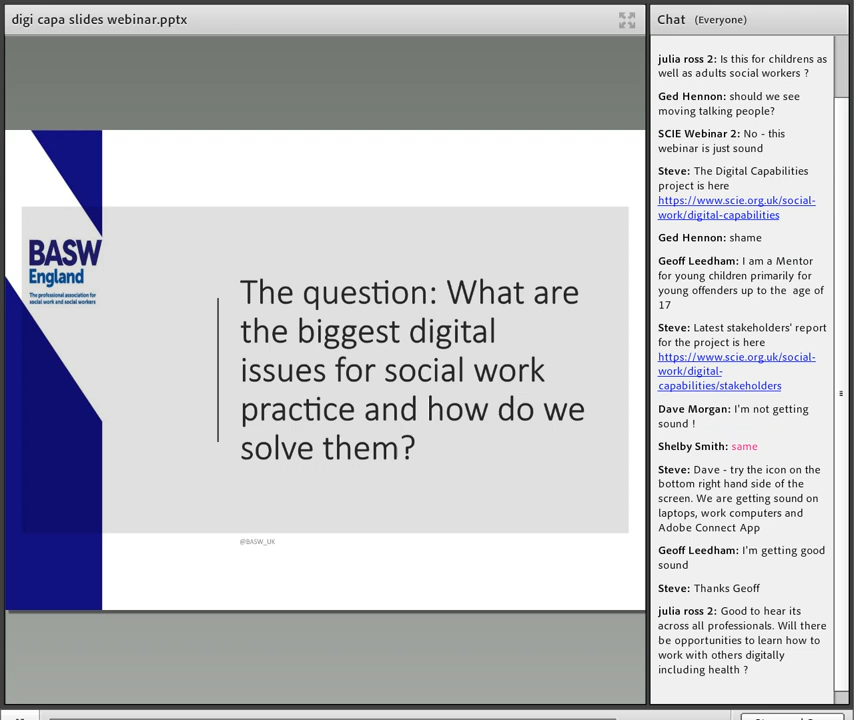 digi capa slides webinar.pptx
BASW
England
The professional association for
social work and social workers
The question: What are
the biggest digital
issues for social work
practice and how do we
solve them?
@BASW_UK
Chat (Everyone)
julia ross 2: Is this for childrens as
well as adults social workers ?
Ged Hennon: should we see
moving talking people?
SCIE Webinar 2: No - this
webinar is just sound
Steve: The Digital Capabilities
project is here
https://www.scie.org.uk/social-
work/digital-capabilities
Ged Hennon: shame
Geoff Leedham: I am a Mentor
for young children primarily for
young offenders up to the age of
17
Steve: Latest stakeholders' report
for the project is here
https://www.scie.org.uk/social-
work/digital-
capabilities/stakeholders
Dave Morgan: I'm not getting
sound !
Shelby Smith: same
Steve: Dave - try the icon on the
bottom right hand side of the
screen. We are getting sound on
laptops, work computers and
Adobe Connect App
Geoff Leedham: I'm getting good
sound
Steve: Thanks Geoff
julia ross 2: Good to hear its
across all professionals. Will there
be opportunities to learn how to
work with others digitally
including health ?